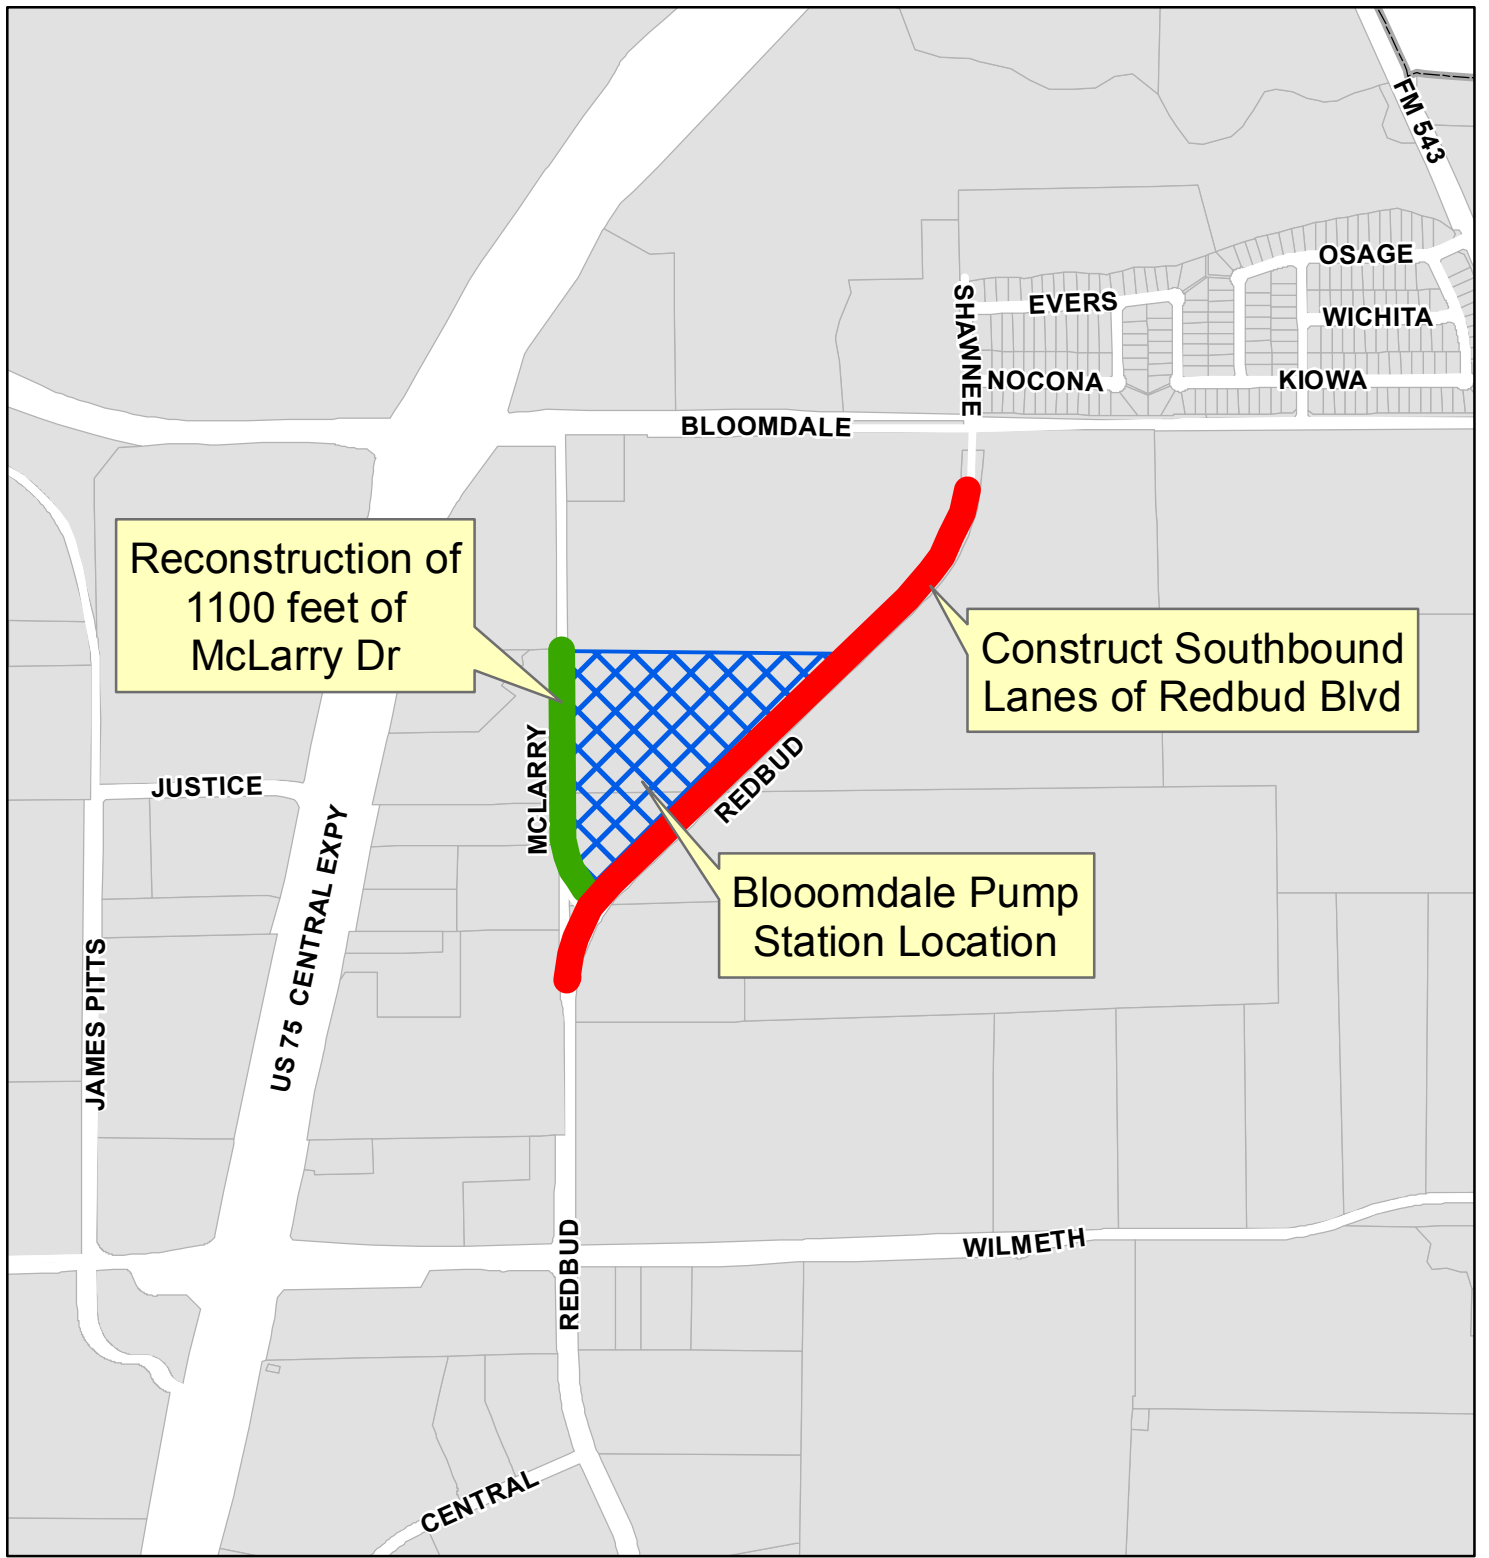 FM 543
OSAGE
SHAWNEE
EVERS
WICHITA
NOCONA
KIOWA
BLOOMDALE
Reconstruction of
1100 feet of
McLarry Dr
Construct Southbound
Lanes of Redbud Blvd
MCLARRY
REDBUD
JUSTICE
US 75 CENTRAL EXPY
Blooomdale Pump
Station Location
JAMES PITTS
REDBUD
WILMETH
CENTRAL